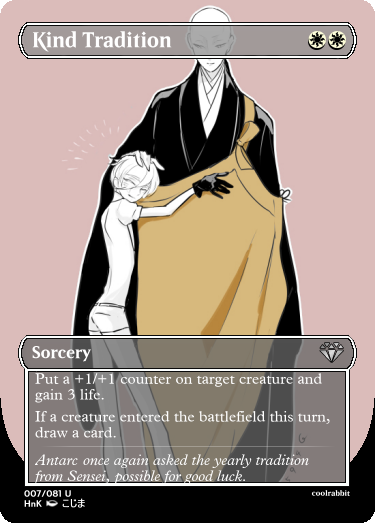 Kind Tradition
Sorcery
Put a +1/+1 counter on target creature and
gain 3 life.
If a creature entered the battlefield this turn,
draw a card.
Antarc once again asked the yearly tradition
from Sensei, possible for good luck.
007/081 U
HnK こじま
coolrabbit